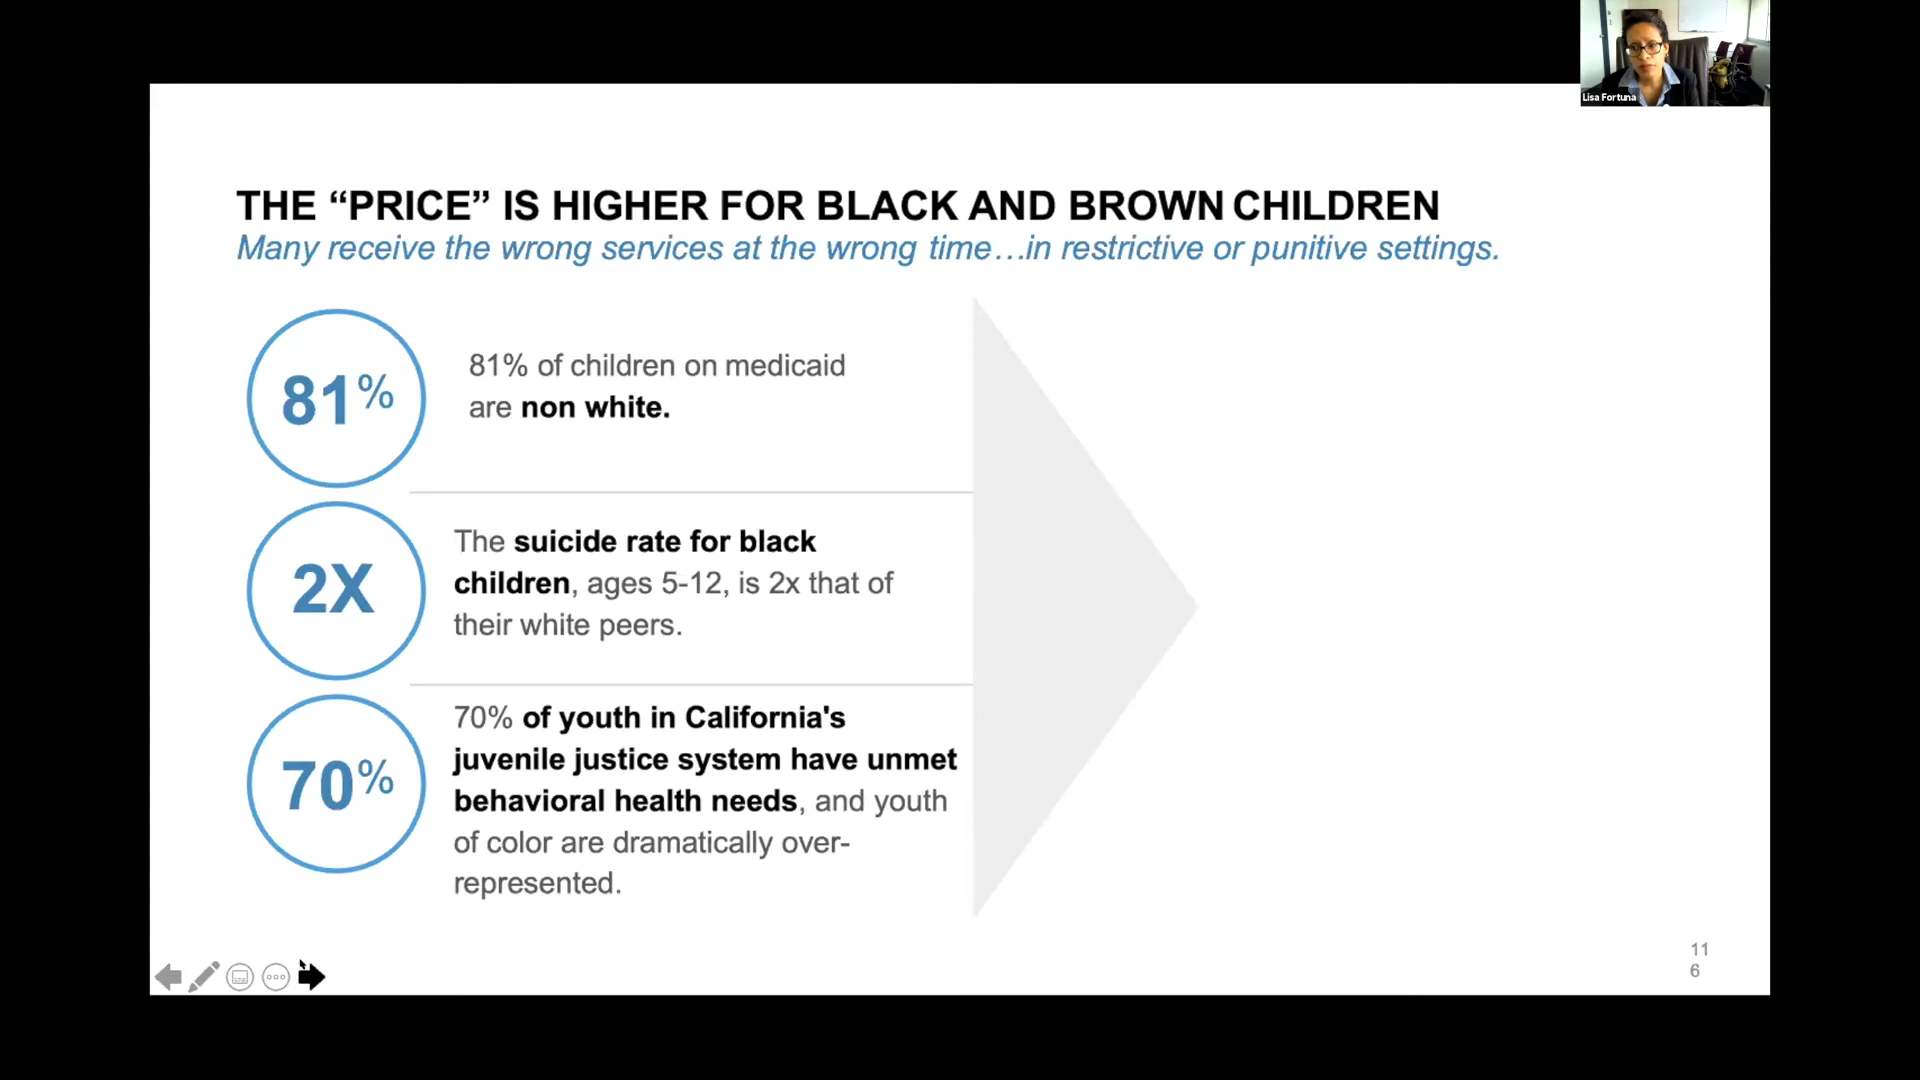 Lisa Fortuna
THE “PRICE” IS HIGHER FOR BLACK AND BROWN CHILDREN
Many receive the wrong services at the wrong time…in restrictive or punitive settings.
81%
81% of children on medicaid
are non white.
2X
The suicide rate for black
children, ages 5-12, is 2x that of
their white peers.
70%
70% of youth in California's
juvenile justice system have unmet
behavioral health needs, and youth
of color are dramatically over-
represented.
11
6